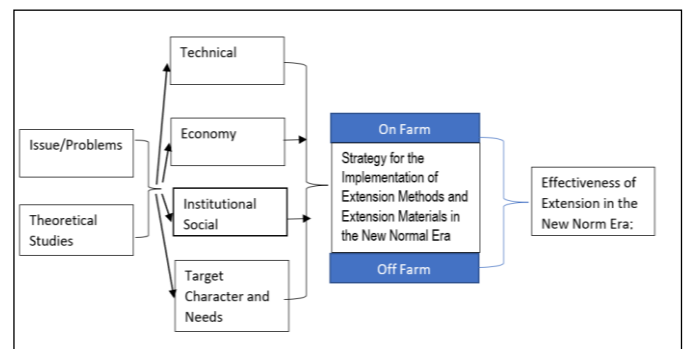 Issue/Problems
Theoretical
Studies
Technical
Economy
Institutional
Social
Target
Character and
Needs
On Farm
Strategy for the
Implementation of
Extension Methods and
Extension Materials in
the New Normal Era
Off Farm
Effectiveness of
Extension in the
New Norm Era;